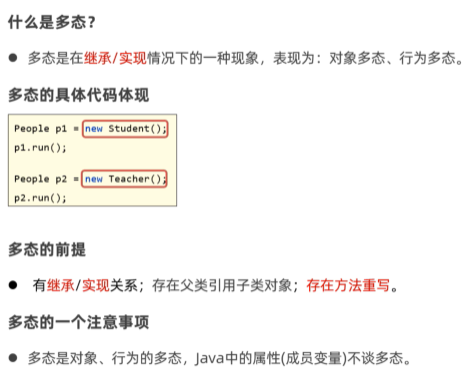 什么是多态？
● 多态是在继承/实现情况下的一种现象，表现为：对象多态、行为多态。
多态的具体代码体现
People p1 = new Student();
p1.run();
People p2 = new Teacher();
p2.run();
多态的前提
● 有继承/实现关系；存在父类引用子类对象；存在方法重写。
多态的一个注意事项
● 多态是对象、行为的多态，Java中的属性(成员变量)不谈多态。